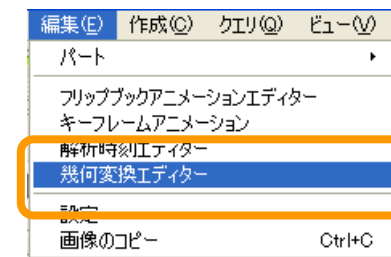 編集(E) 作成(C) クエリ(Q) ビュー(V)
パート
フリップブックアニメーションエディター
キーフレームアニメーション
解析時刻エディター
幾何変換エディター
設定
画像のコピー Ctrl+C